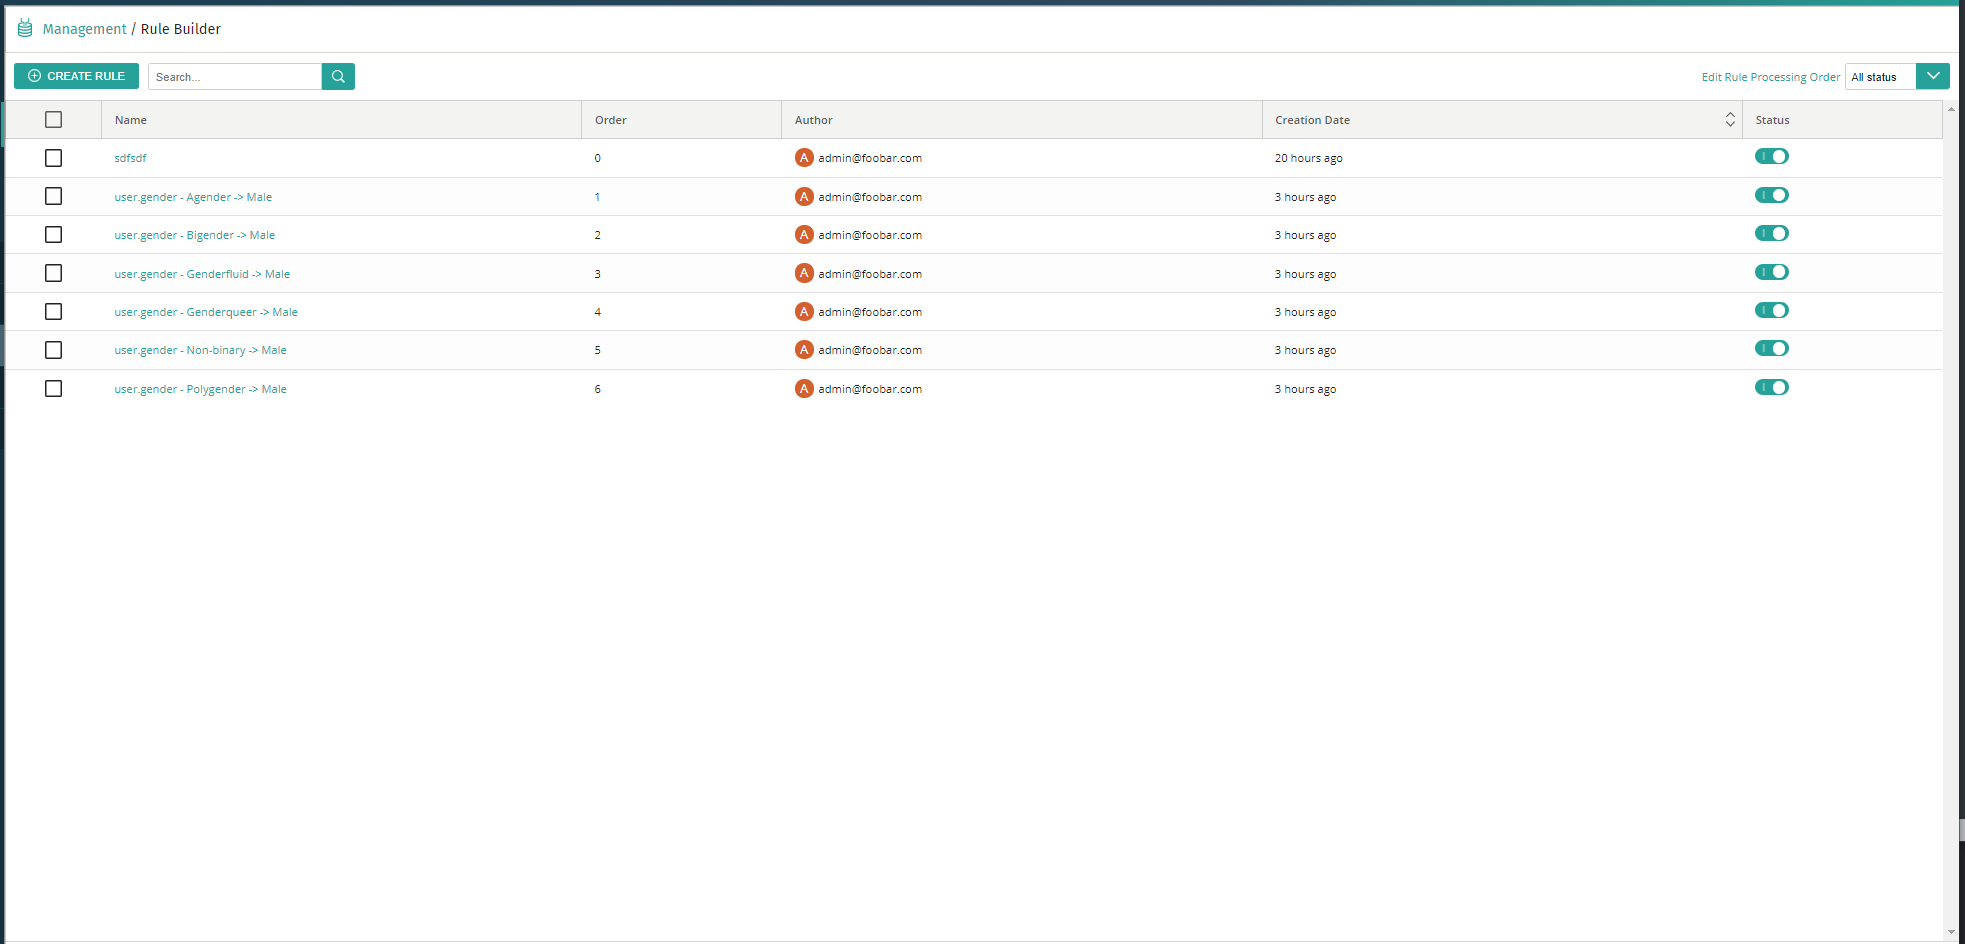 Management / Rule Builder
CREATE RULE Search... Edit Rule Processing Order All status
Name Order Author Creation Date Status
sdfsdf 0 A admin@foobar.com 20 hours ago
user.gender - Agender -> Male 1 A admin@foobar.com 3 hours ago
user.gender - Bigender -> Male 2 A admin@foobar.com 3 hours ago
user.gender - Genderfluid -> Male 3 A admin@foobar.com 3 hours ago
user.gender - Genderqueer -> Male 4 A admin@foobar.com 3 hours ago
user.gender - Non-binary -> Male 5 A admin@foobar.com 3 hours ago
user.gender - Polygender -> Male 6 A admin@foobar.com 3 hours ago